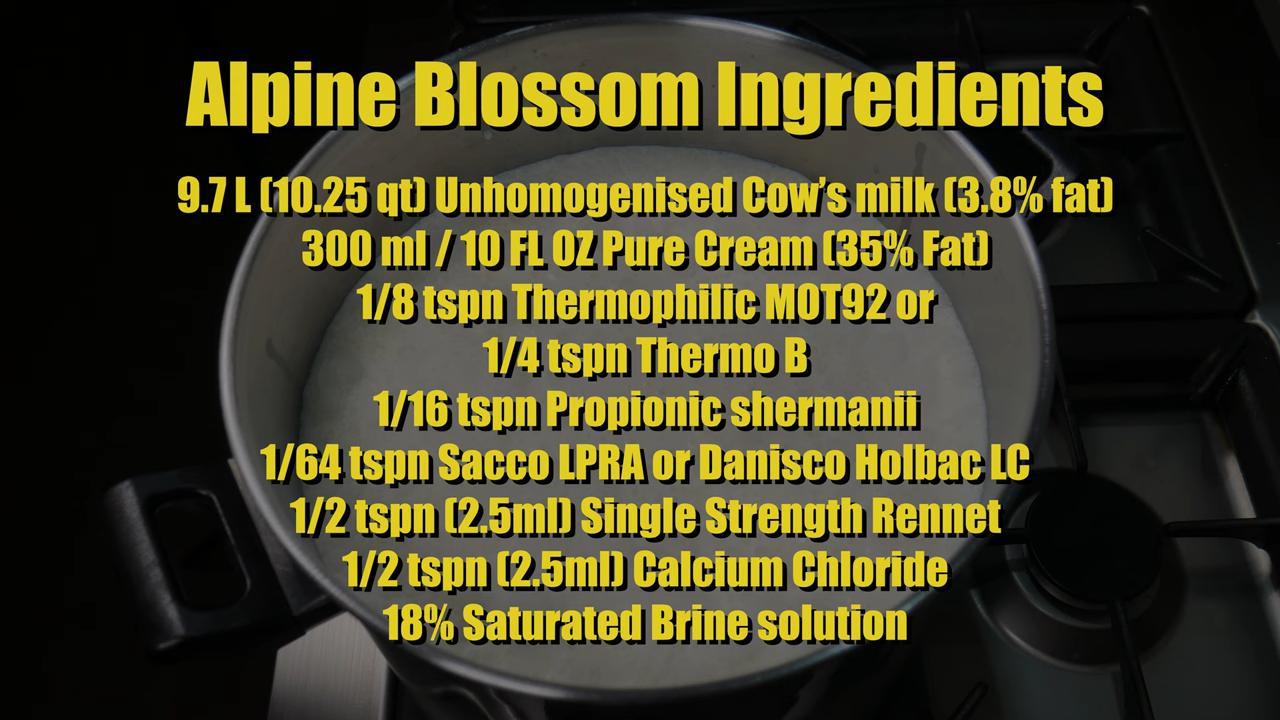 Alpine Blossom Ingredients
9.7 L (10.25 qt) Unhomogenised Cow’s milk (3.8% fat)
300 ml / 10 FL OZ Pure Cream (35% Fat)
1/8 tspn Thermophilic MOT92 or
1/4 tspn Thermo B
1/16 tspn Propionic shermanii
1/64 tspn Sacco LPRA or Danisco Holbac LC
1/2 tspn (2.5ml) Single Strength Rennet
1/2 tspn (2.5ml) Calcium Chloride
18% Saturated Brine solution